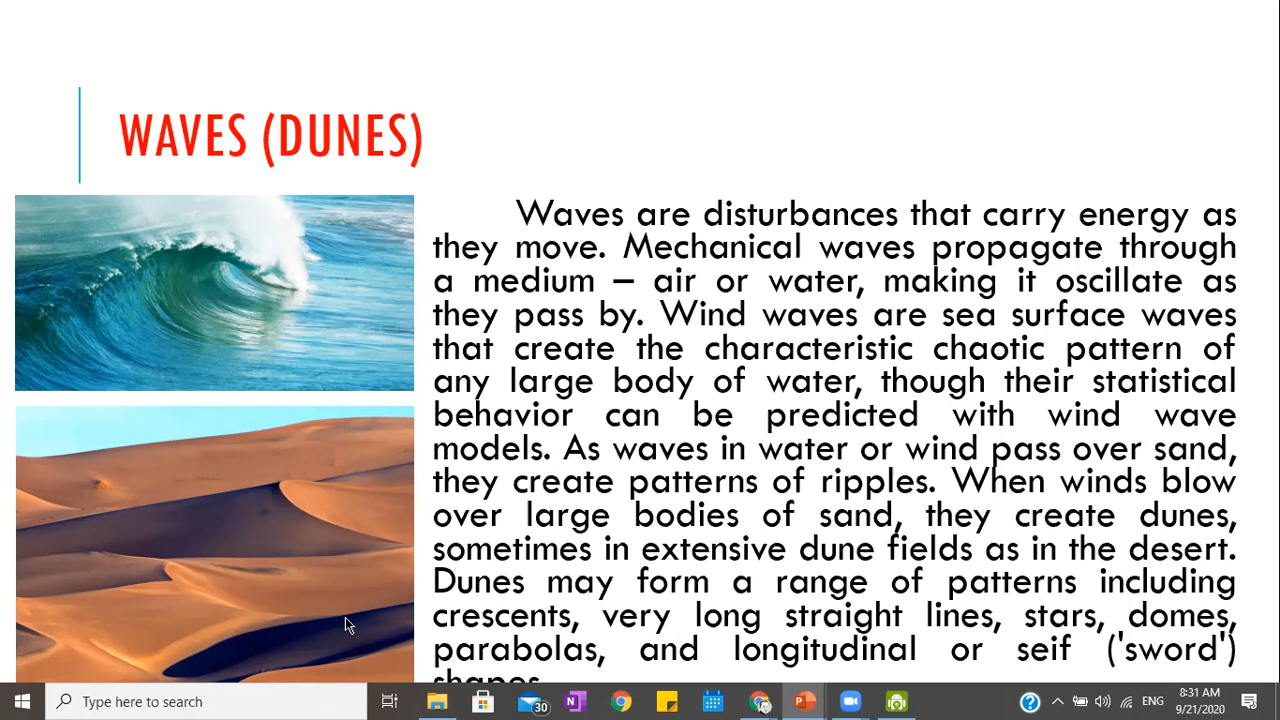 WAVES (DUNES)
Waves are disturbances that carry energy as
they move. Mechanical waves propagate through
a medium – air or water, making it oscillate as
they pass by. Wind waves are sea surface waves
that create the characteristic chaotic pattern of
any large body of water, though their statistical
behavior can be predicted with wind wave
models. As waves in water or wind pass over sand,
they create patterns of ripples. When winds blow
over large bodies of sand, they create dunes,
sometimes in extensive dune fields as in the desert.
Dunes may form a range of patterns including
crescents, very long straight lines, stars, domes,
parabolas, and longitudinal or seif ('sword')
shapes.
Type here to search
30
N
P
ENG
8:31 AM
9/21/2020